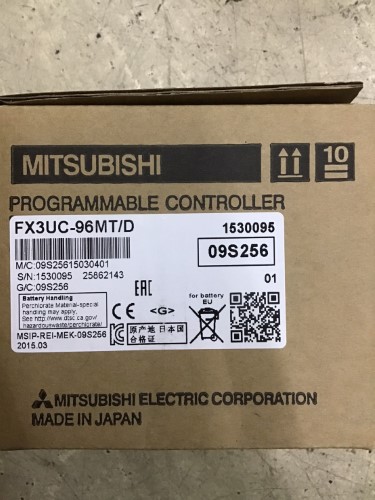 10
MITSUBISHI
PROGRAMMABLE CONTROLLER
FX3UC-96MT/D
1530095
09S256
M/C:09S25615030401
S/N:1530095 25862143
G/C:09S256
01
Battery Handling
Perchlorate Material-special
handling may apply;
See http://www.dtsc.ca.gov/
hazardouswaste/perchlorate/
EAC
<G>
for battery
EU
MSIP-REI-MEK-09S256
2015.03
原产地 日本国
合格证
MITSUBISHI ELECTRIC CORPORATION
MADE IN JAPAN